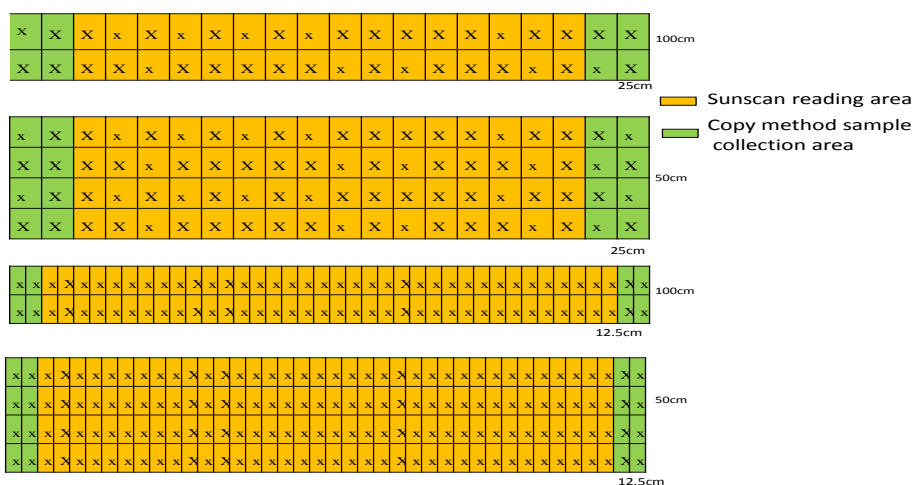 x X X x X x X x X x X X X X X x X X X X
100cm
X X X X x X X X X X x X x X X X x X x X
25cm
Sunscan reading area
x X X x X x X x X x X X X X X x X X X x
Copy method sample
collection area
X X X X x X X X X X x X x X X X x X x X
50cm
x X X x X x X x X x X X X X X x X X X x
X X X X x X X X X X x X x X X X x X x X
25cm
x x x X x x x x x x x X x X x x x x x x x x x x X x x x x x x x x x x x x x X x
100cm
x x x X x x x x x x x X x X x x x x x x x x x x X x x x x x x x x x x x x x X x
12.5cm
x x x X x x x x x x x X x X x x x x x x x x x x X x x x x x x x x x x x x x X x
50cm
x x x X x x x x x x x X x X x x x x x x x x x x X x x x x x x x x x x x x x X x
x x x X x x x x x x x X x X x x x x x x x x x x X x x x x x x x x x x x x x X x
x x x X x x x x x x x X x X x x x x x x x x x x X x x x x x x x x x x x x x X x
12.5cm